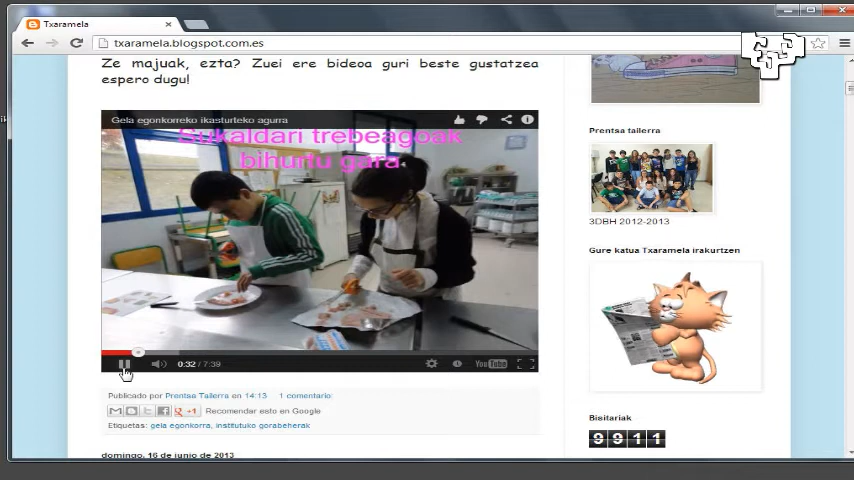 Txaramela
txaramela.blogspot.com.es
Ze majuak, ezta? Zuei ere bideoa guri beste gustatzea
espero dugu!
Gela egonkorreko ikasturteko agurra
Sukaldari trebeagoak
bihurtu gara
0:32 / 7:39
YouTube
Publicado por Prentsa Tailerra en 14:13 1 comentario:
+1 Recomendar esto en Google
Etiquetas: gela egonkorra, institutuko gorabeherak
domingo, 16 de junio de 2013
Prentsa tailerra
3DBH 2012-2013
Gure katua Txaramela irakurtzen
Bisitariak
9911